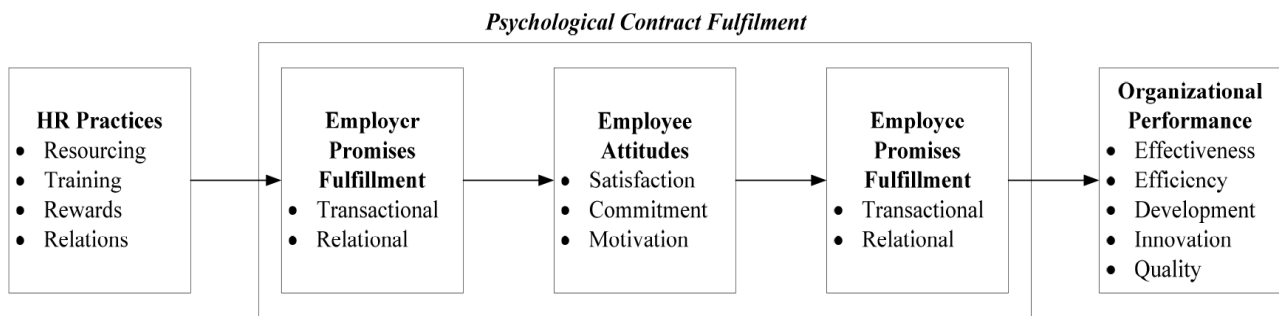 Psychological Contract Fulfilment
HR Practices
• Resourcing
• Training
• Rewards
• Relations
Employer
Promises
Fulfillment
• Transactional
• Relational
Employee
Attitudes
• Satisfaction
• Commitment
• Motivation
Employee
Promises
Fulfillment
• Transactional
• Relational
Organizational
Performance
• Effectiveness
• Efficiency
• Development
• Innovation
• Quality